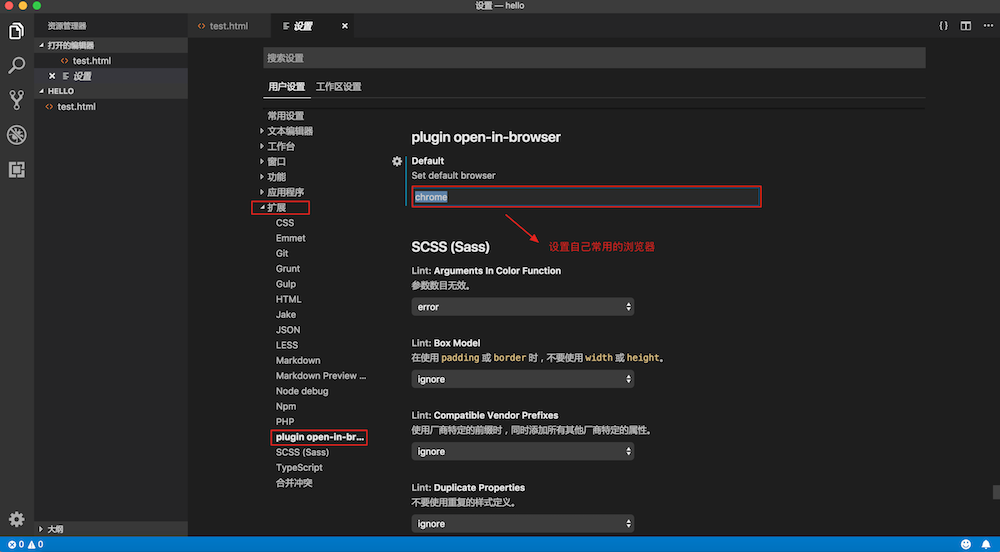 设置 — hello
资源管理器
打开的编辑器
test.html
设置
HELLO
test.html
大纲
test.html
设置
搜索设置
用户设置 工作区设置
常用设置
文本编辑器
工作台
窗口
功能
应用程序
扩展
CSS
Emmet
Git
Grunt
Gulp
HTML
Jake
JSON
LESS
Markdown
Markdown Preview ...
Node debug
Npm
PHP
plugin open-in-br...
SCSS (Sass)
TypeScript
合并冲突
plugin open-in-browser
Default
Set default browser
chrome
设置自己常用的浏览器
SCSS (Sass)
Lint: Arguments In Color Function
参数数目无效。
error
Lint: Box Model
在使用 padding 或 border 时，不要使用 width 或 height。
ignore
Lint: Compatible Vendor Prefixes
使用厂商特定的前缀时，同时添加所有其他厂商特定的属性。
ignore
Lint: Duplicate Properties
不要使用重复的样式定义。
ignore
0 0